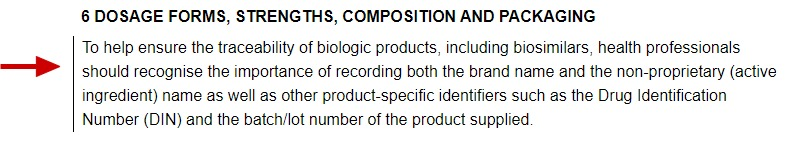 6 DOSAGE FORMS, STRENGTHS, COMPOSITION AND PACKAGING
To help ensure the traceability of biologic products, including biosimilars, health professionals
should recognise the importance of recording both the brand name and the non-proprietary (active
ingredient) name as well as other product-specific identifiers such as the Drug Identification
Number (DIN) and the batch/lot number of the product supplied.